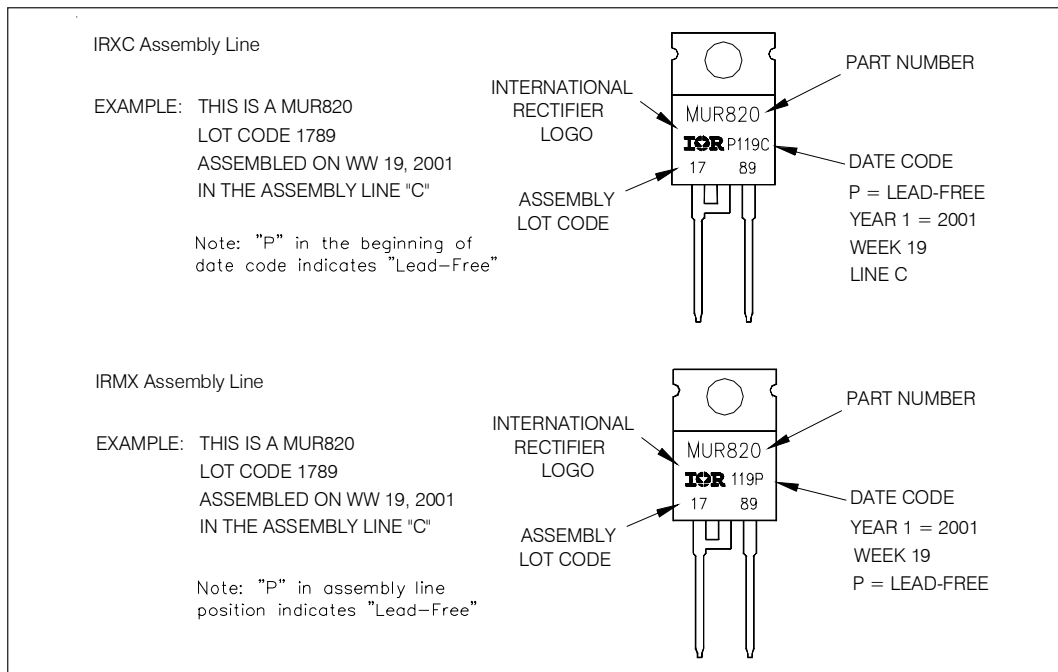 IRXC Assembly Line
EXAMPLE: THIS IS A MUR820
LOT CODE 1789
ASSEMBLED ON WW 19, 2001
IN THE ASSEMBLY LINE "C"
Note: "P" in the beginning of
date code indicates "Lead-Free"
INTERNATIONAL
RECTIFIER
LOGO
ASSEMBLY
LOT CODE
MUR820
IOR P119C
17 89
PART NUMBER
DATE CODE
P = LEAD-FREE
YEAR 1 = 2001
WEEK 19
LINE C
IRMX Assembly Line
EXAMPLE: THIS IS A MUR820
LOT CODE 1789
ASSEMBLED ON WW 19, 2001
IN THE ASSEMBLY LINE "C"
Note: "P" in assembly line
position indicates "Lead-Free"
INTERNATIONAL
RECTIFIER
LOGO
ASSEMBLY
LOT CODE
MUR820
IOR 119P
17 89
PART NUMBER
DATE CODE
YEAR 1 = 2001
WEEK 19
P = LEAD-FREE